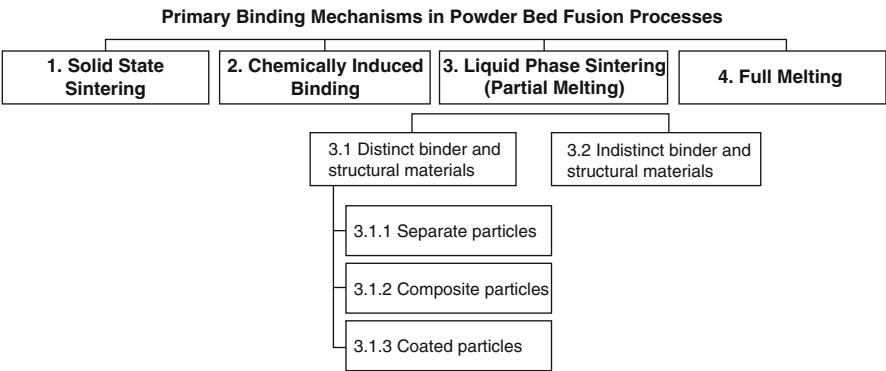 Primary Binding Mechanisms in Powder Bed Fusion Processes
1. Solid State
Sintering
2. Chemically Induced
Binding
3. Liquid Phase Sintering
(Partial Melting)
4. Full Melting
3.1 Distinct binder and
structural materials
3.2 Indistinct binder and
structural materials
3.1.1 Separate particles
3.1.2 Composite particles
3.1.3 Coated particles